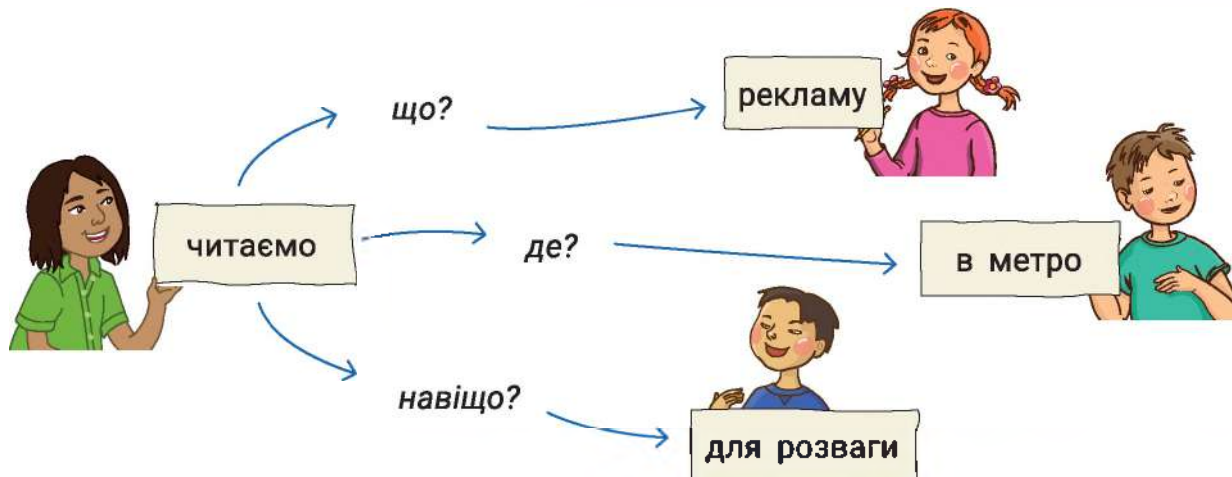 що?
рекламу
читаємо
де?
в метро
навіщо?
для розваги